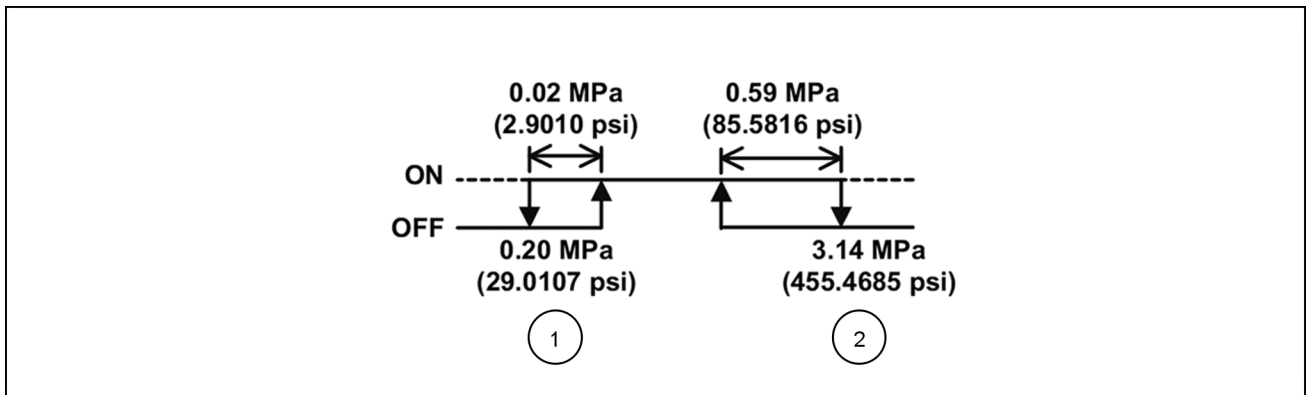 0.02 MPa
(2.9010 psi)
0.59 MPa
(85.5816 psi)
ON
OFF
0.20 MPa
(29.0107 psi)
3.14 MPa
(455.4685 psi)
1
2